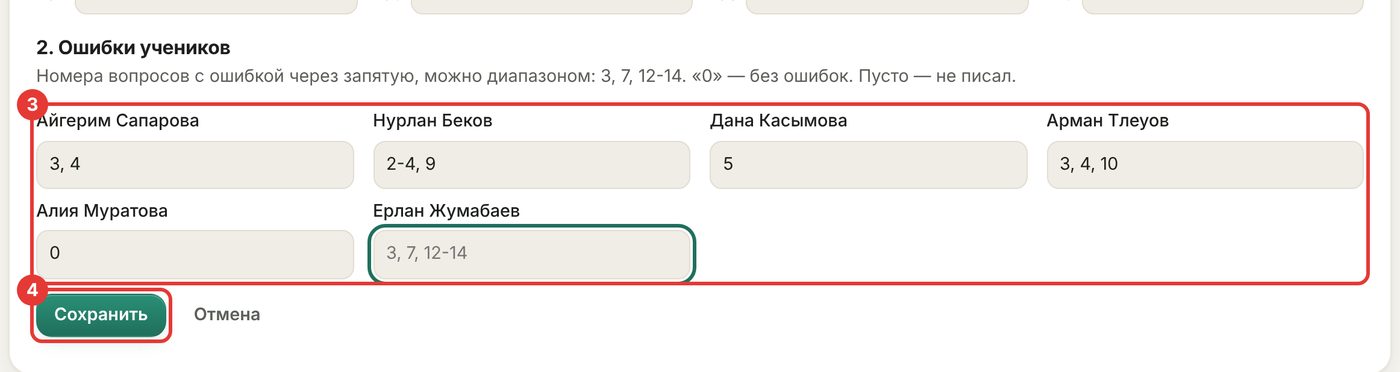 2. Ошибки учеников
Номера вопросов с ошибкой через запятую, можно диапазоном: 3, 7, 12-14. «0» — без ошибок. Пусто — не писал.
3
Айгерим Сапарова Нурлан Беков Дана Касымова Арман Тлеуов
3, 4 2-4, 9 5 3, 4, 10
Алия Муратова Ерлан Жумабаев
0 3, 7, 12-14
4
Сохранить Отмена